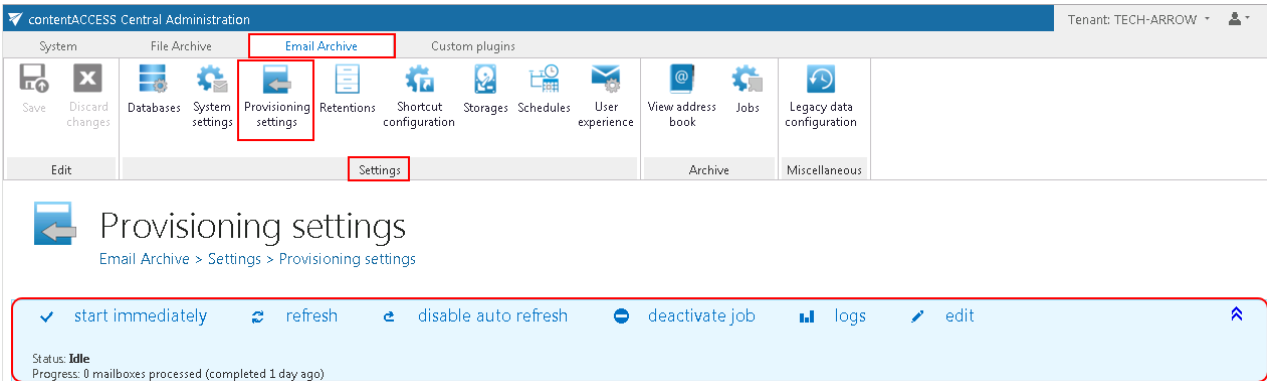 contentACCESS Central Administration
Tenant: TECH-ARROW
System File Archive Email Archive Custom plugins
Save Discard changes Databases System settings Provisioning settings Retentions Shortcut configuration Storages Schedules User experience View address book Jobs Legacy data configuration
Edit Settings Archive Miscellaneous
Provisioning settings
Email Archive > Settings > Provisioning settings
start immediately refresh disable auto refresh deactivate job logs edit
Status: Idle
Progress: 0 mailboxes processed (completed 1 day ago)